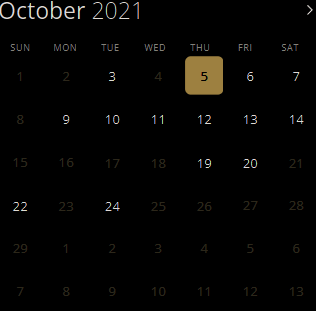 October 2021 >
SUN MON TUE WED THU FRI SAT
1 2 3 4 5 6 7
8 9 10 11 12 13 14
15 16 17 18 19 20 21
22 23 24 25 26 27 28
29 1 2 3 4 5 6
7 8 9 10 11 12 13